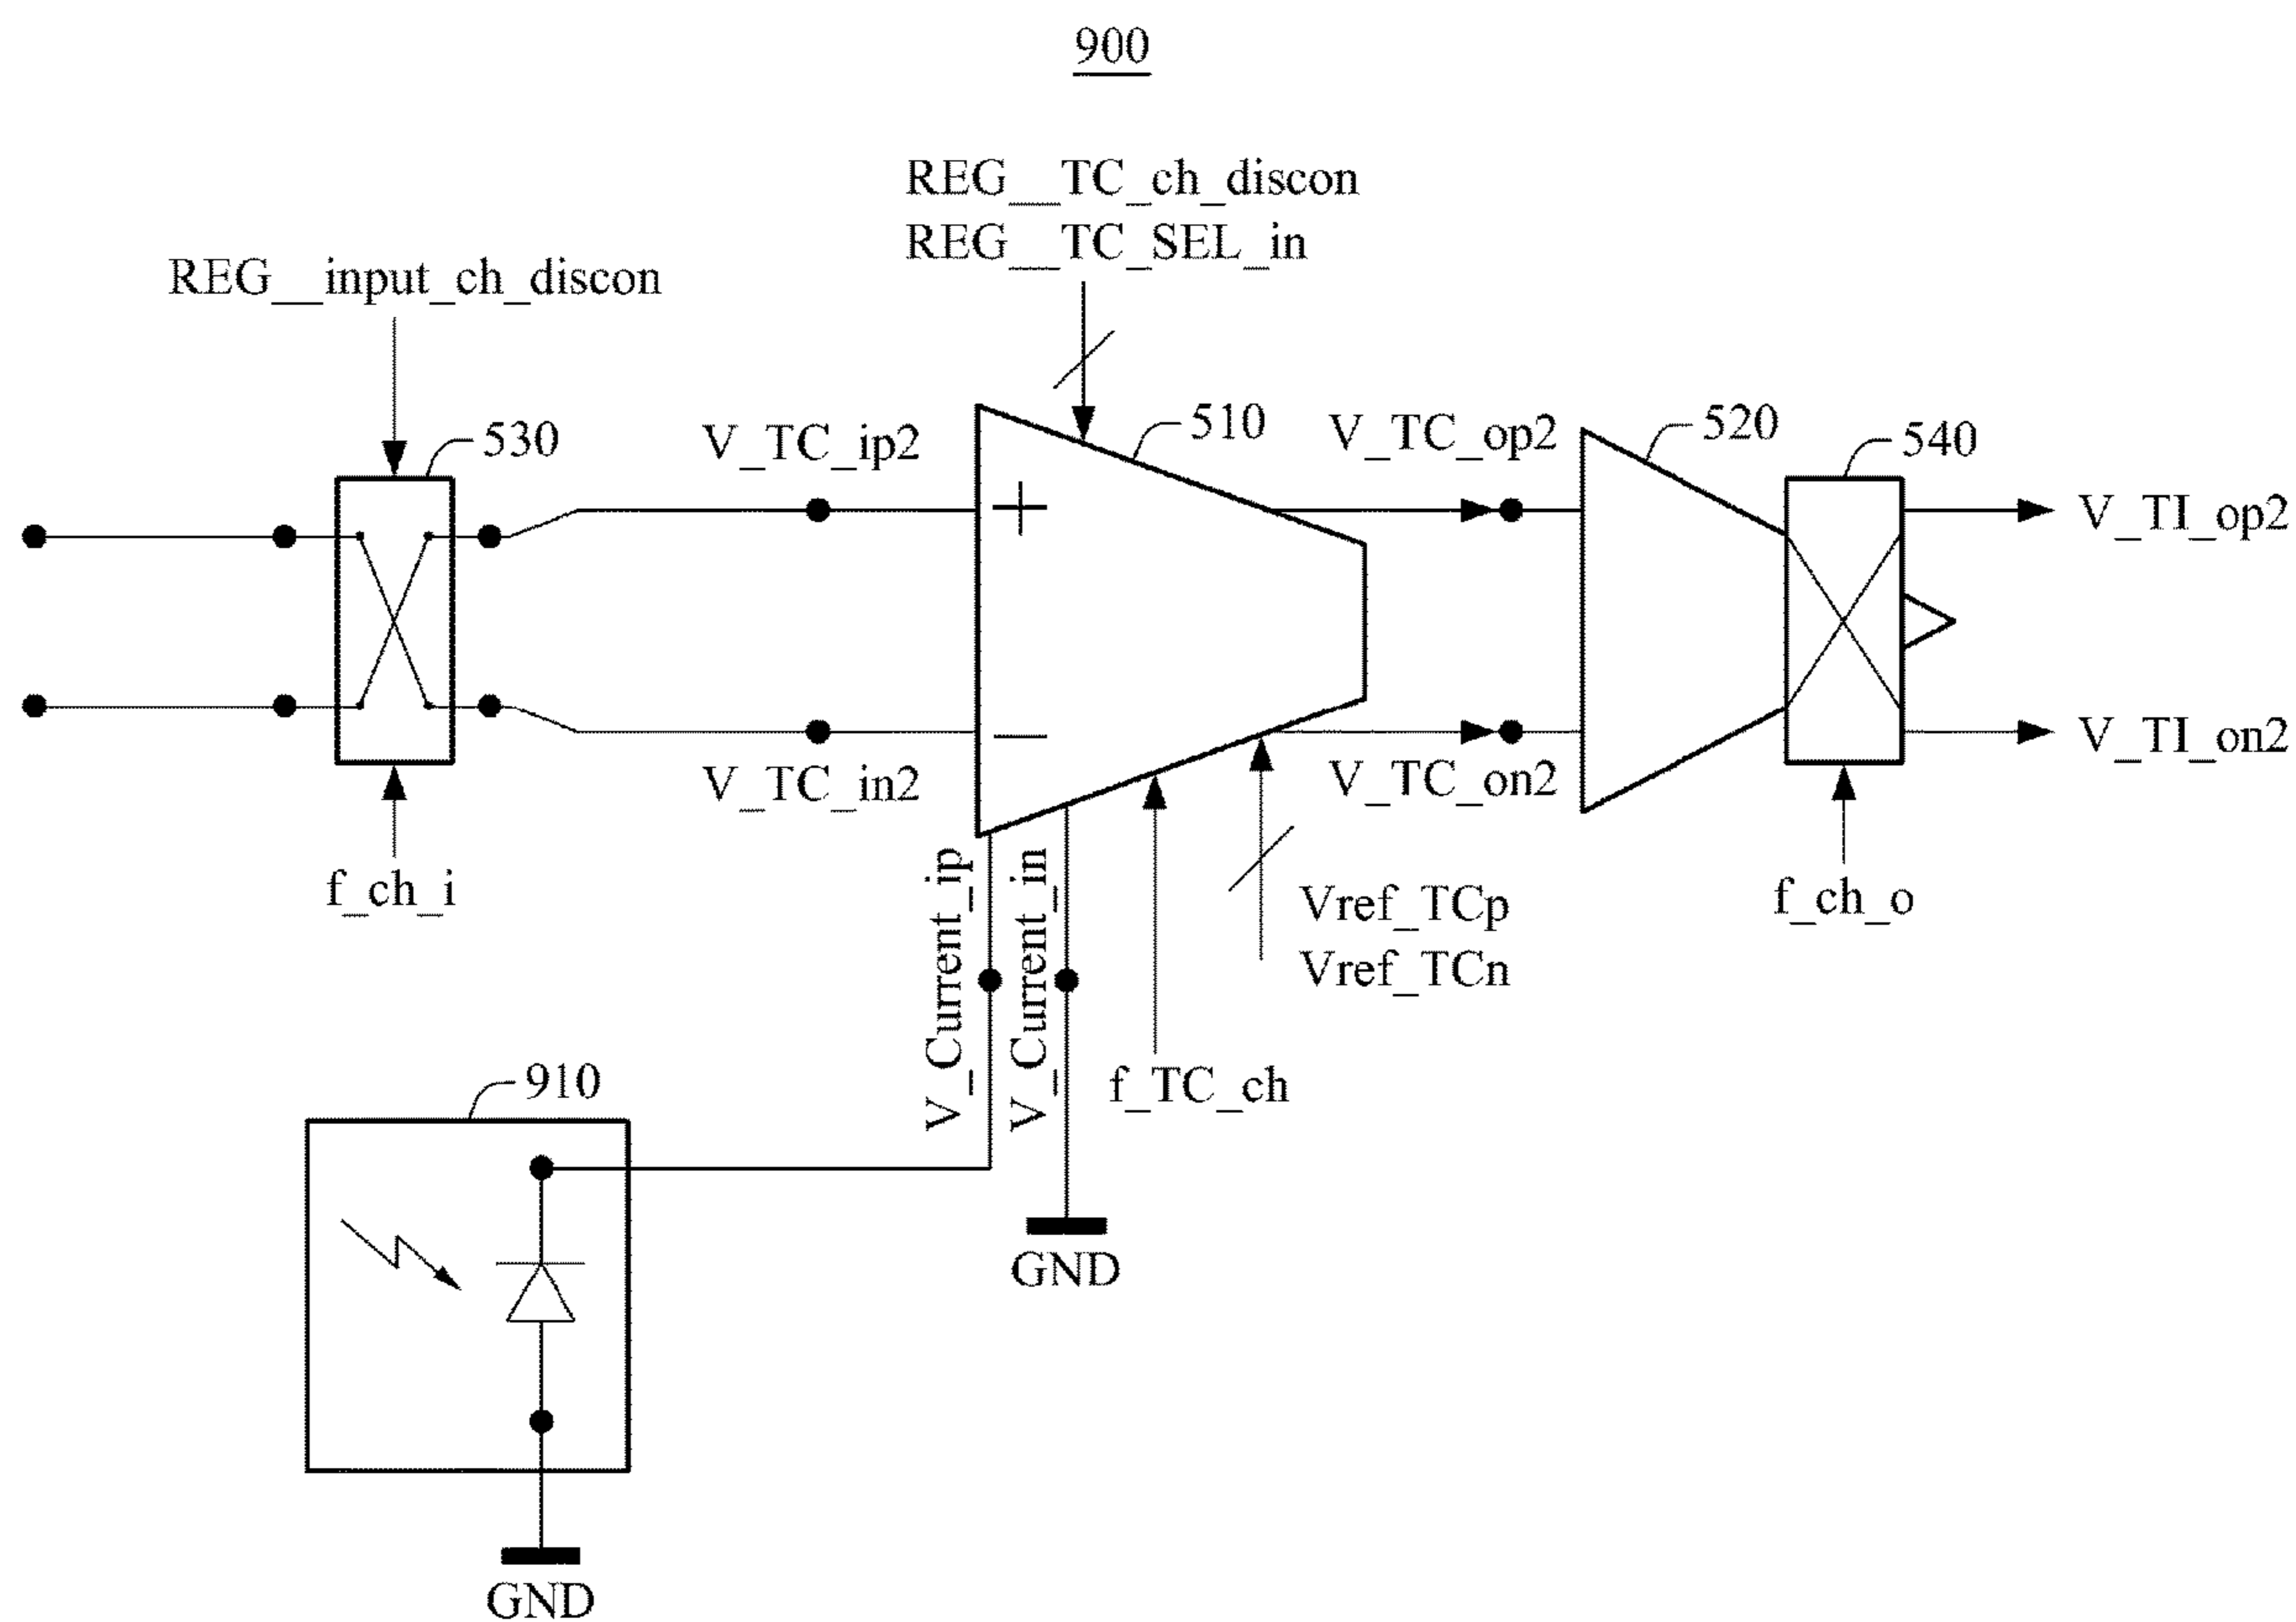 900
REG__TC_ch_discon
REG__TC_SEL_in
REG__input_ch_discon
530
V_TC_ip2
510
V_TC_op2
520
540
V_TI_op2
+
−
V_TC_in2
V_TC_on2
V_TI_on2
f_ch_i
V_Current_ip
V_Current_in
Vref_TCp
Vref_TCn
f_ch_o
f_TC_ch
910
GND
GND